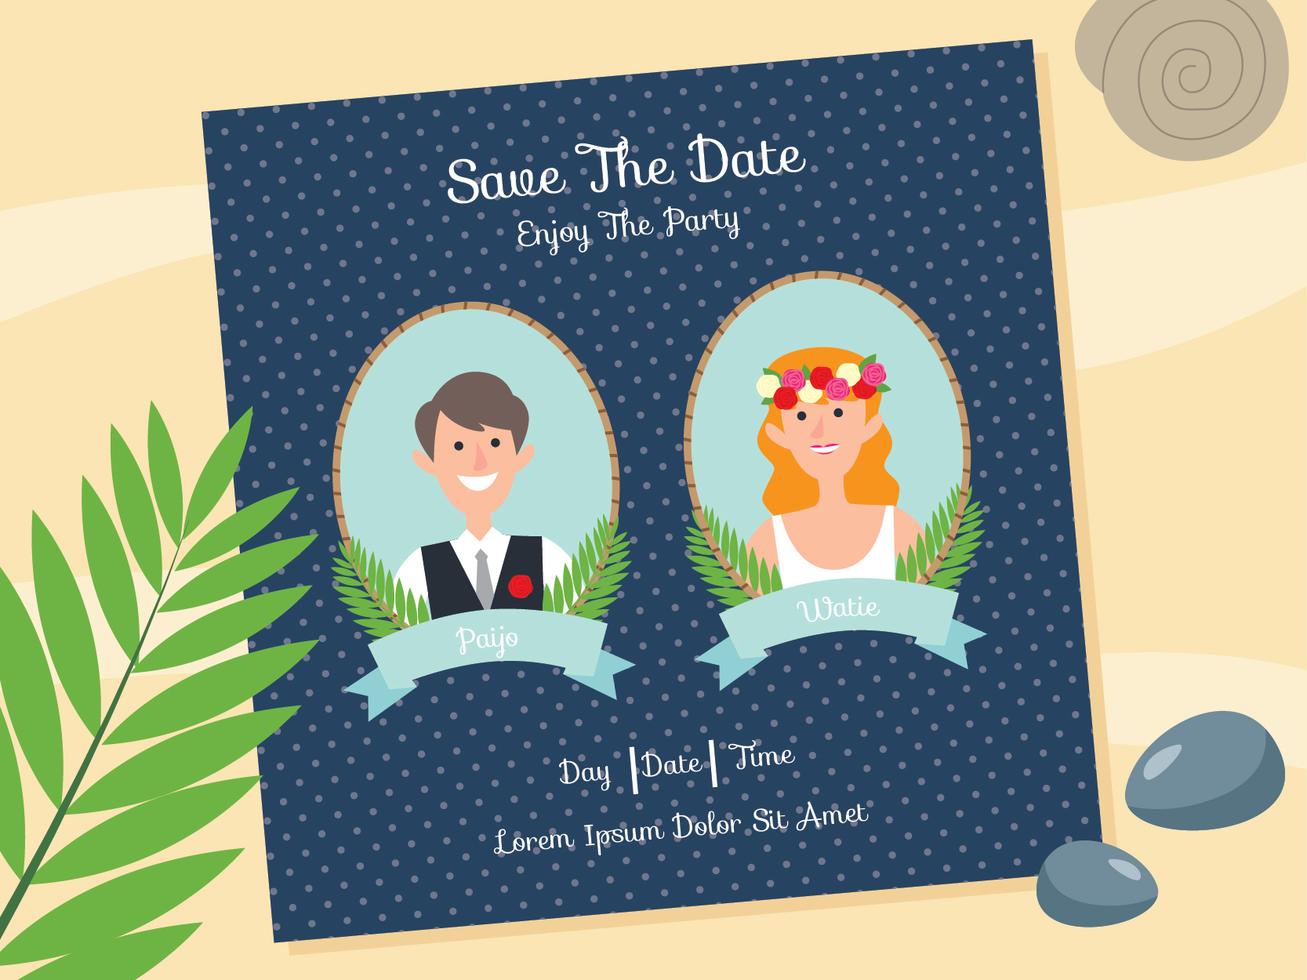 Save The Date
Enjoy The Party
Paijo
Watie
Day | Date | Time
Lorem Ipsum Dolor Sit Amet